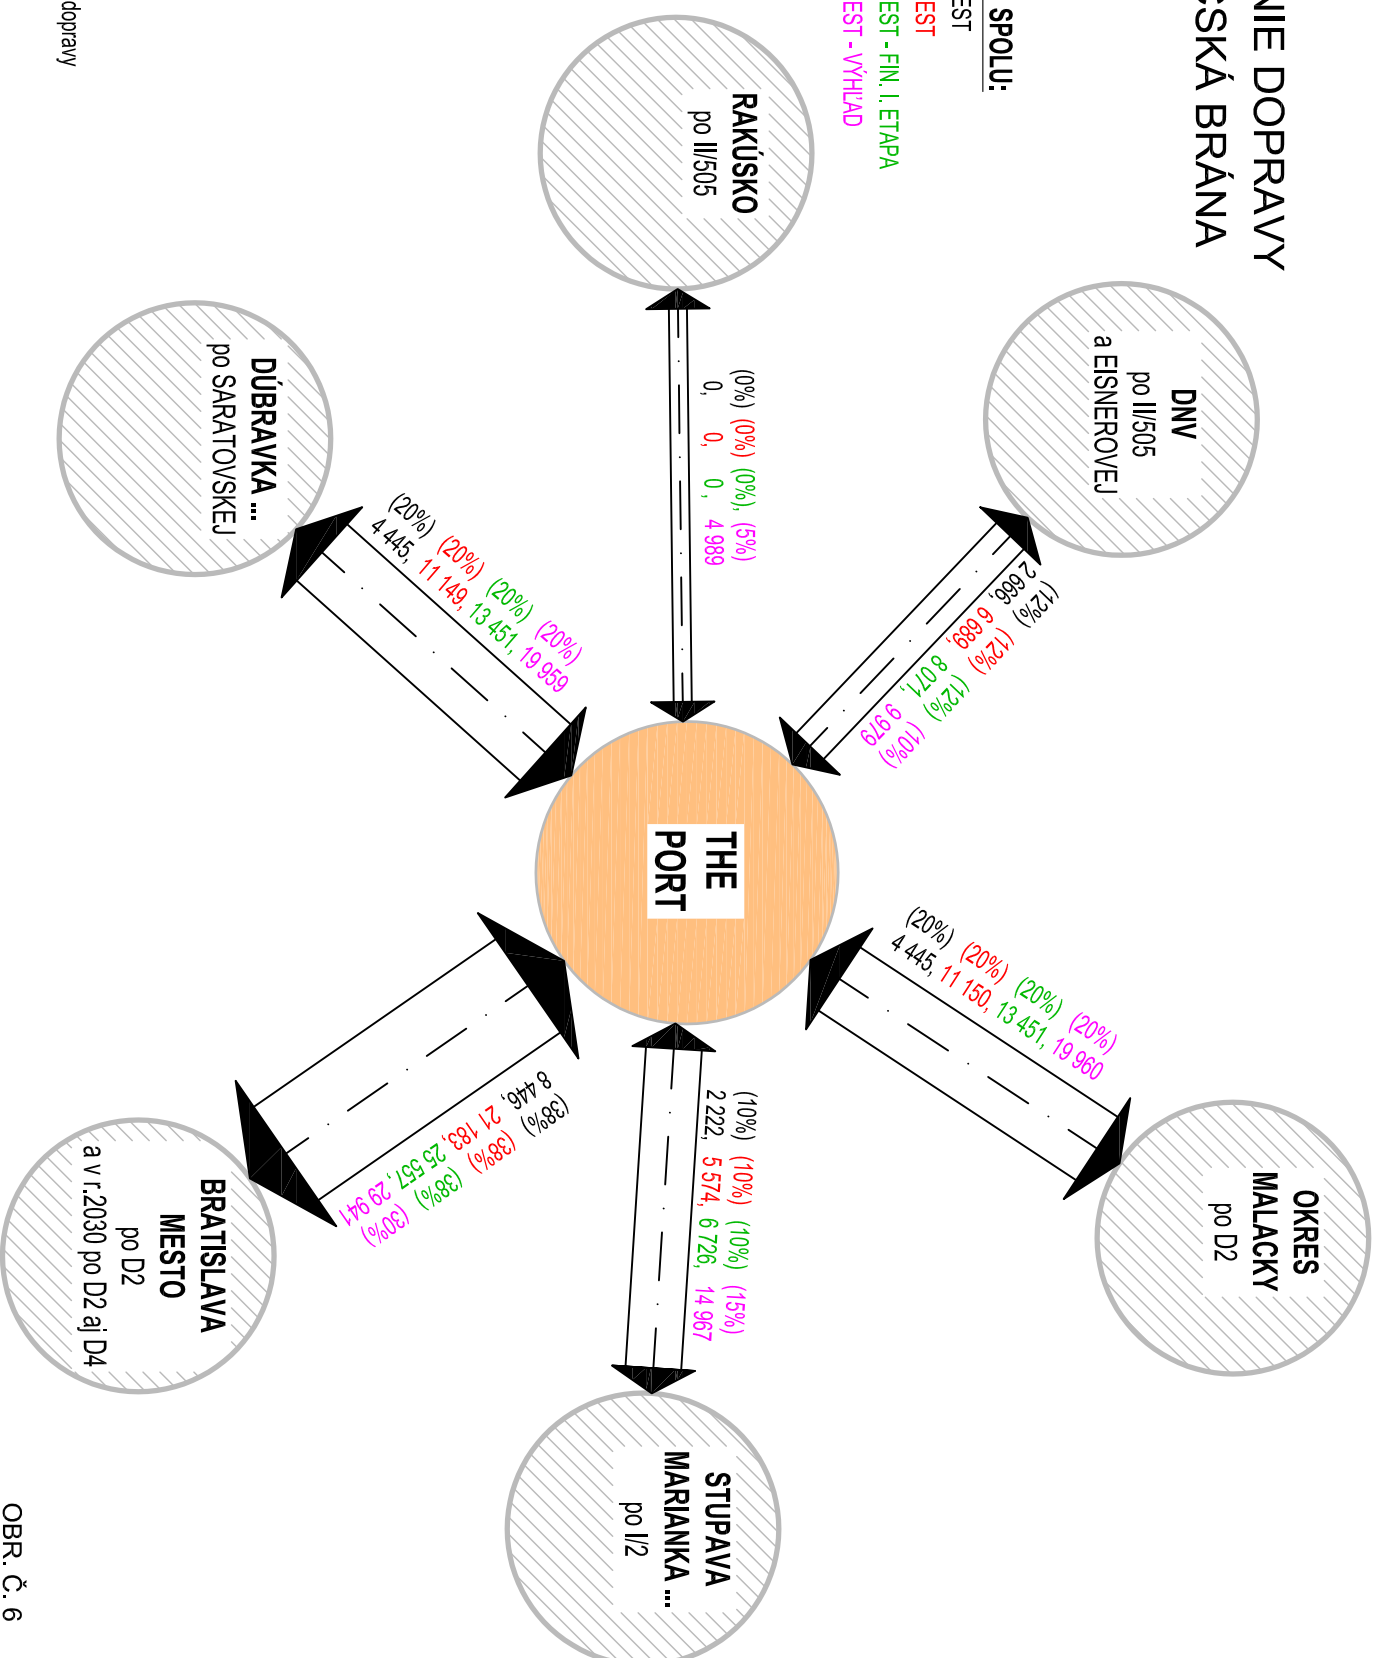 NIE DOPRAVY
SKÁ BRÁNA
SPOLU:
EST
EST
EST - FIN. I. ETAPA
EST - VÝHĽAD
DNV
po II/505
a EISNEROVEJ
(12%) (12%) (12%) (10%)
2 666, 6 689, 8 071, 9 979
OKRES
MALACKY
po D2
(20%) (20%) (20%) (20%)
4 445, 11 150, 13 451, 19 960
RAKÚSKO
po II/505
(0%) (0%) (0%), (5%)
0, 0, 0, 4 989
THE
PORT
(10%) (10%) (10%) (15%)
2 222, 5 574, 6 726, 14 967
STUPAVA
MARIANKA ...
po I/2
DÚBRAVKA ...
po SARATOVSKEJ
(20%) (20%) (20%) (20%)
4 445, 11 149, 13 451, 19 959
(38%) (38%) (38%) (30%)
8 446, 21 183, 25 557, 29 941
BRATISLAVA
MESTO
po D2
a v r.2030 po D2 aj D4
dopravy
OBR. Č. 6